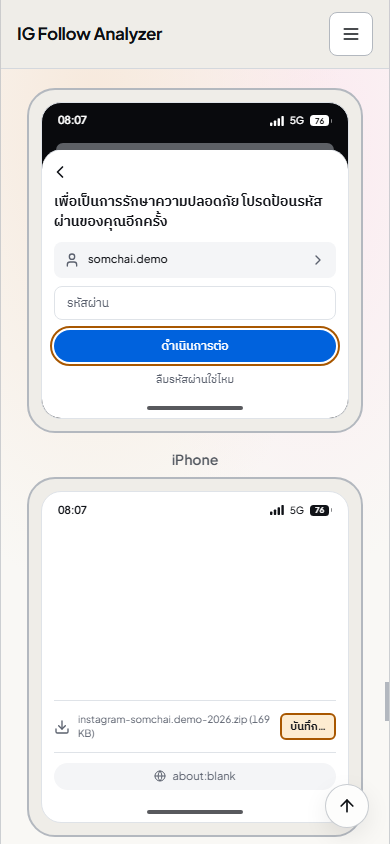 IG Follow Analyzer
08:07
5G
76
เพื่อเป็นการรักษาความปลอดภัย โปรดป้อนรหัส
ผ่านของคุณอีกครั้ง
somchai.demo
รหัสผ่าน
ดำเนินการต่อ
ลืมรหัสผ่านใช่ไหม
iPhone
08:07
5G
76
instagram-somchai.demo-2026.zip (169
KB)
บันทึก...
about:blank